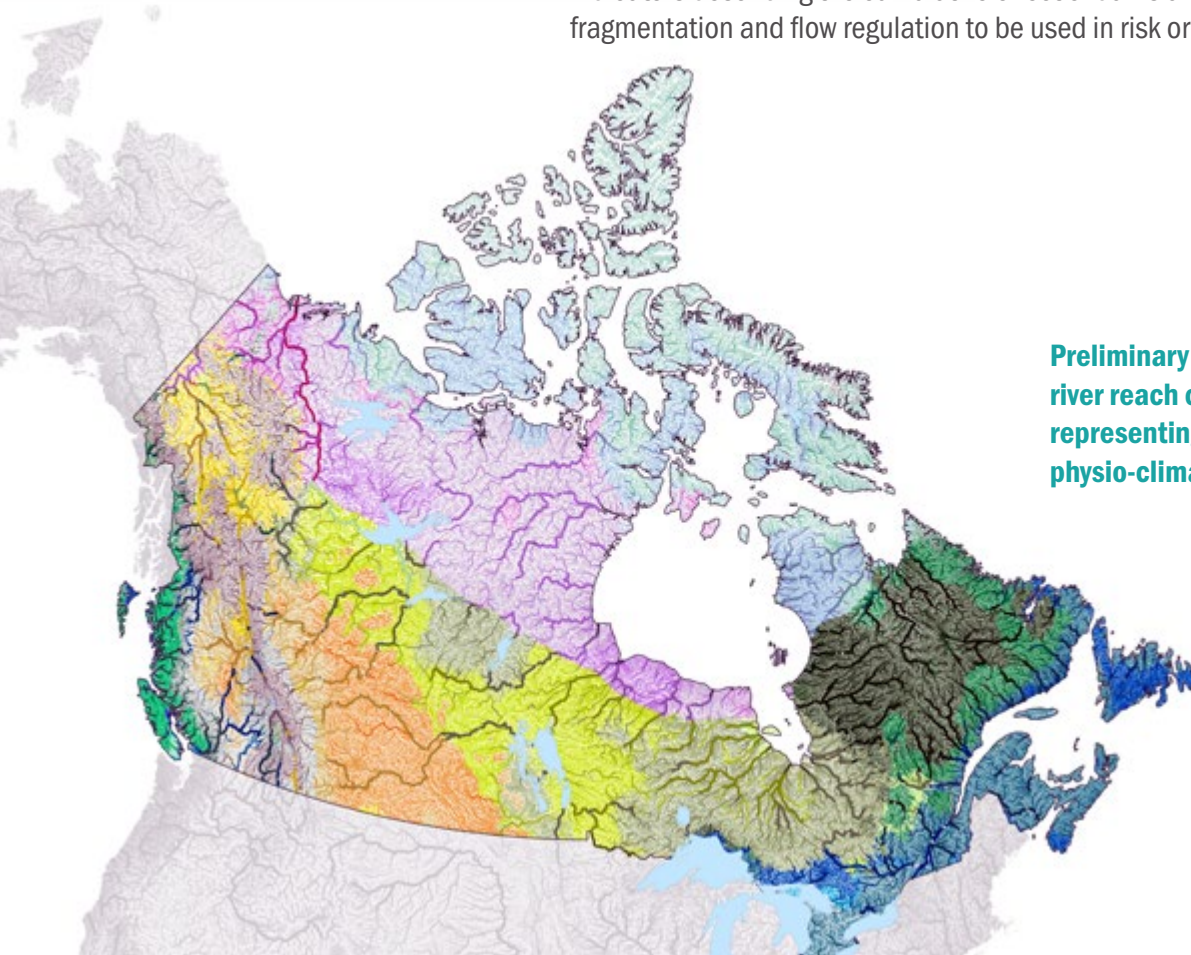 fragmentation and flow regulation to be used in risk or
Preliminary
river reach
representin
physio-clima